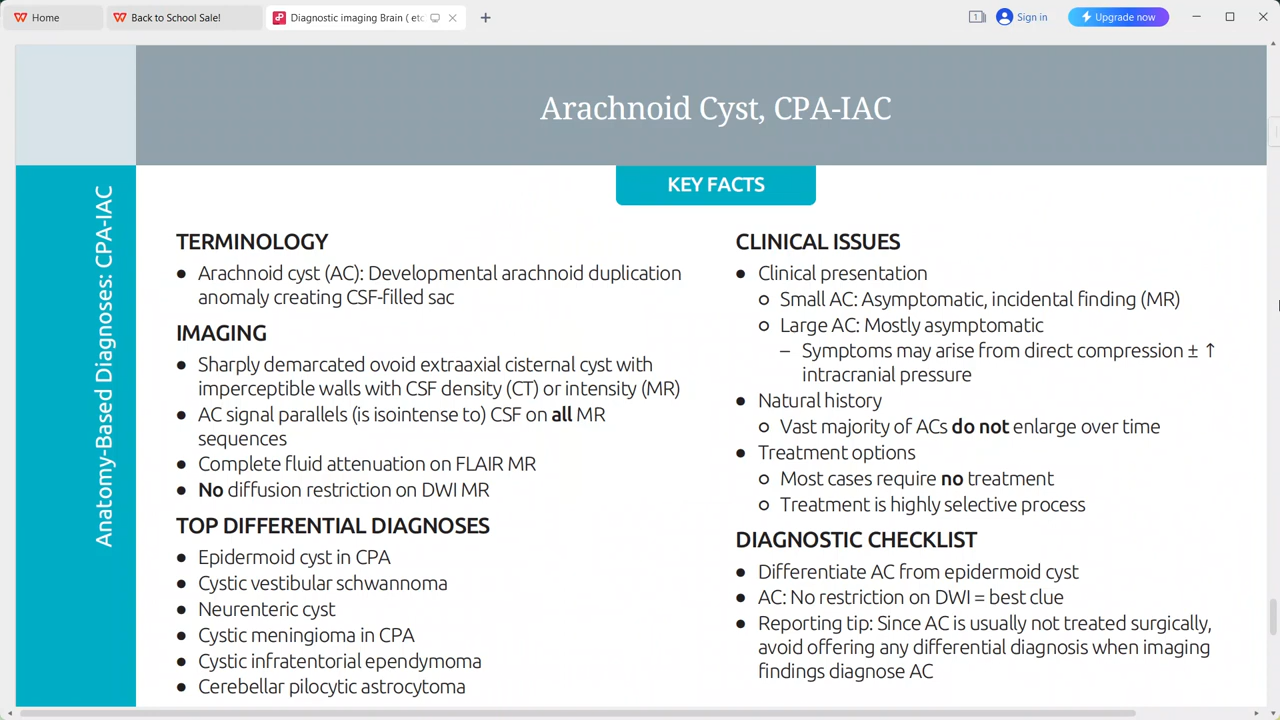 Home
Back to School Sale!
Diagnostic imaging Brain ( etc
1
Sign in
Upgrade now
Arachnoid Cyst, CPA-IAC
KEY FACTS
Anatomy-Based Diagnoses: CPA-IAC
TERMINOLOGY
● Arachnoid cyst (AC): Developmental arachnoid duplication
anomaly creating CSF-filled sac
IMAGING
● Sharply demarcated ovoid extraaxial cisternal cyst with
imperceptible walls with CSF density (CT) or intensity (MR)
● AC signal parallels (is isointense to) CSF on all MR
sequences
● Complete fluid attenuation on FLAIR MR
● No diffusion restriction on DWI MR
TOP DIFFERENTIAL DIAGNOSES
● Epidermoid cyst in CPA
● Cystic vestibular schwannoma
● Neurenteric cyst
● Cystic meningioma in CPA
● Cystic infratentorial ependymoma
● Cerebellar pilocytic astrocytoma
CLINICAL ISSUES
● Clinical presentation
○ Small AC: Asymptomatic, incidental finding (MR)
○ Large AC: Mostly asymptomatic
– Symptoms may arise from direct compression ± ↑
intracranial pressure
● Natural history
○ Vast majority of ACs do not enlarge over time
● Treatment options
○ Most cases require no treatment
○ Treatment is highly selective process
DIAGNOSTIC CHECKLIST
● Differentiate AC from epidermoid cyst
● AC: No restriction on DWI = best clue
● Reporting tip: Since AC is usually not treated surgically,
avoid offering any differential diagnosis when imaging
findings diagnose AC